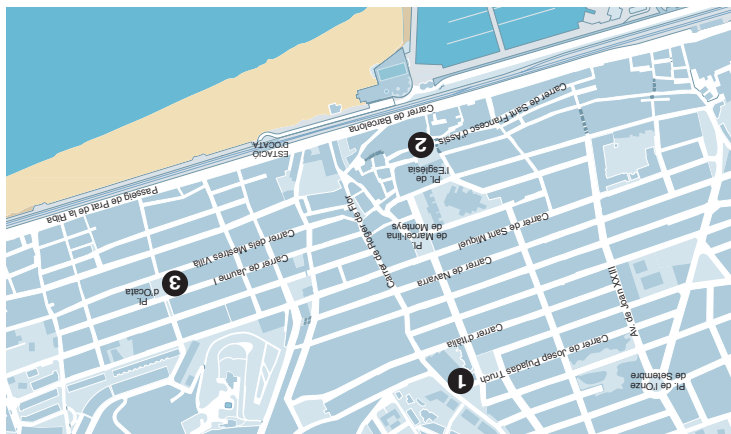 Pl. de l'Onze
de Setembre
1
Carrer de Josep Pujadas Truch
Carrer d'Itàlia
Av. de Joan XXIII
Carrer de Navarra
Carrer de Roger de Flor
Carrer de Jaume I
3
Pl.
d'Ocata
Carrer de Sant Miquel
Pl.
de Marcel·lina
de Monteys
Carrer dels Mestres Villà
Passeig de Prat de la Riba
Pl. de
l'Església
2
ESTACIÓ
D'OCATA
Carrer de Sant Francesc d'Assís
Carrer de Barcelona